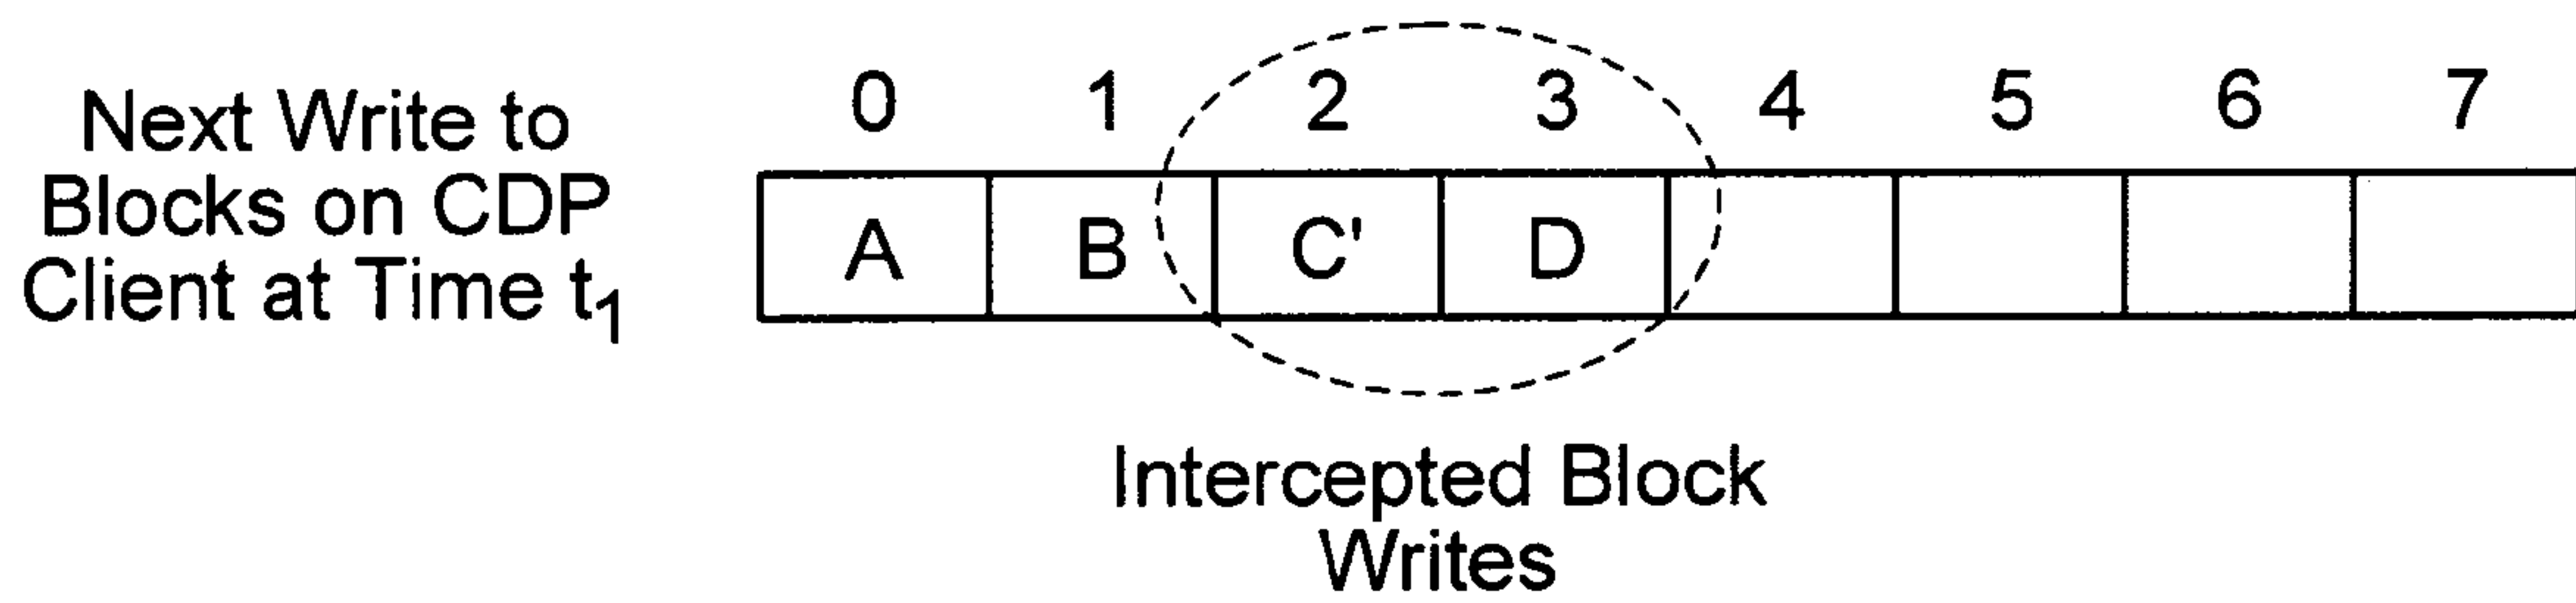 Next Write to
Blocks on CDP
Client at Time t₁
0 1 2 3 4 5 6 7
A B C' D
Intercepted Block
Writes